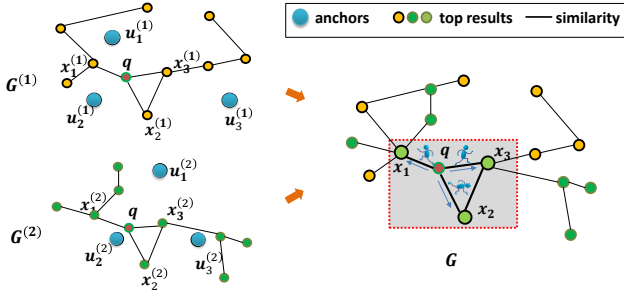 anchors top results similarity
u₁⁽¹⁾
x₁⁽¹⁾ q x₃⁽¹⁾
G⁽¹⁾
u₂⁽¹⁾ x₂⁽¹⁾ u₃⁽¹⁾
u₁⁽²⁾
x₁⁽²⁾ q x₃⁽²⁾
G⁽²⁾
u₂⁽²⁾ x₂⁽²⁾ u₃⁽²⁾
q
x₁ x₃
x₂
G